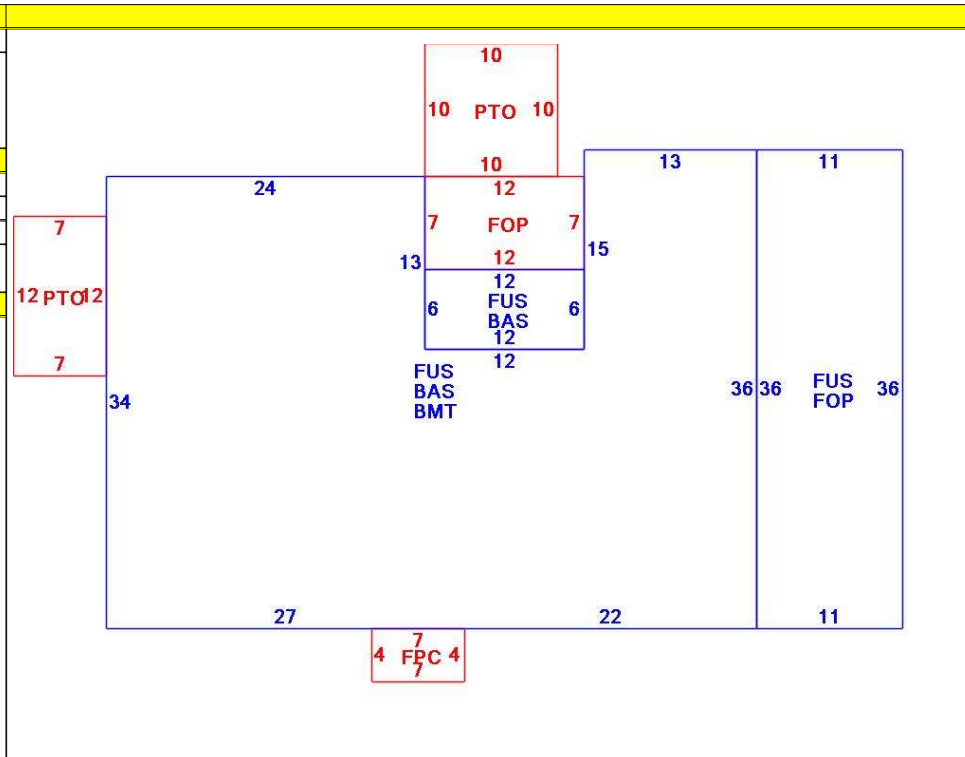 10
10 PTO 10
10
13 11
24
12
7 FOP 7
7
12
13 15
12
12 PTO 12
FUS
6 6
BAS
12
12
7
FUS
BAS
BMT
34
36 36 FUS 36
FOP
27 22 11
7
4 FPC 4
7